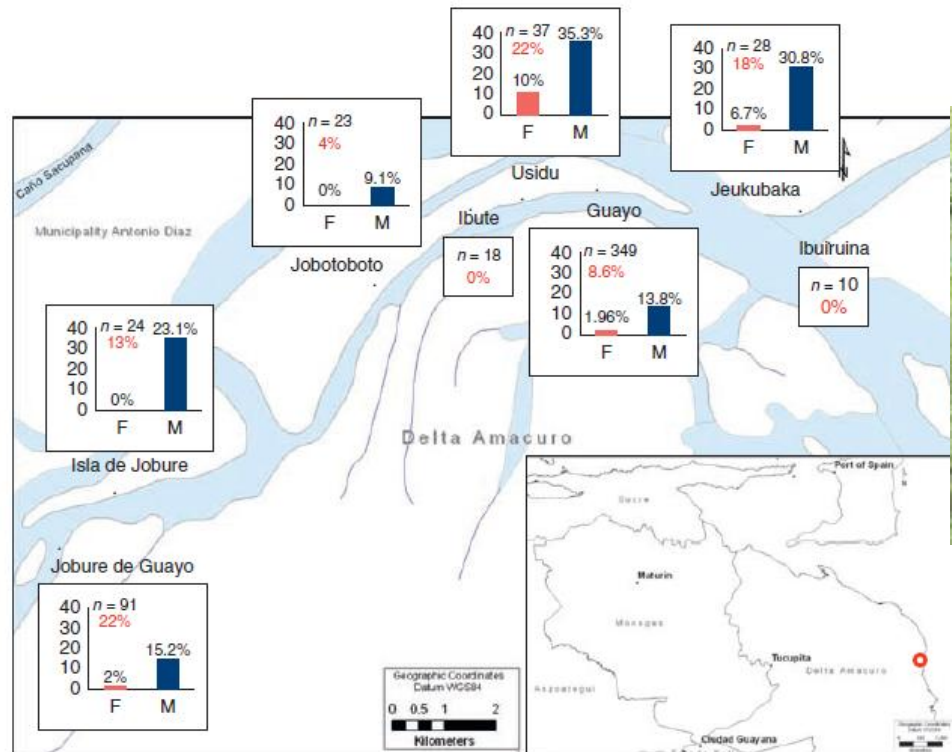 40
30
20
10
0
n = 37
22%
10%
35.3%
F M
Usidu
40
30
20
10
0
n = 28
18%
6.7%
30.8%
F M
Jeukubaka
40
30
20
10
0
n = 23
4%
0%
9.1%
F M
Jobotoboto
Caño Sacupana
Municipality Antonio Diaz
Ibute
n = 18
0%
Guayo
40
30
20
10
0
n = 349
8.6%
1.96%
13.8%
F M
Ibuiruina
n = 10
0%
40
30
20
10
0
n = 24
13%
0%
23.1%
F M
Isla de Jobure
Delta Amacuro
Jobure de Guayo
40
30
20
10
0
n = 91
22%
2%
15.2%
F M
Geographic Coordinates
Datum WGS84
0 0.5 1 2
Kilometers
Port of Spain
Sucre
Maturin
Monagas
Tucupita
Delta Amacuro
Anzoategui
Ciudad Guayana